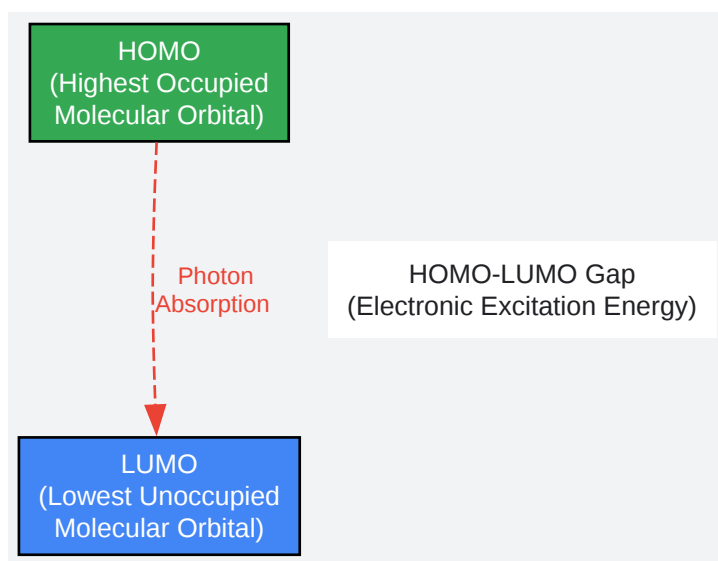 HOMO
(Highest Occupied
Molecular Orbital)
Photon
Absorption
HOMO-LUMO Gap
(Electronic Excitation Energy)
LUMO
(Lowest Unoccupied
Molecular Orbital)